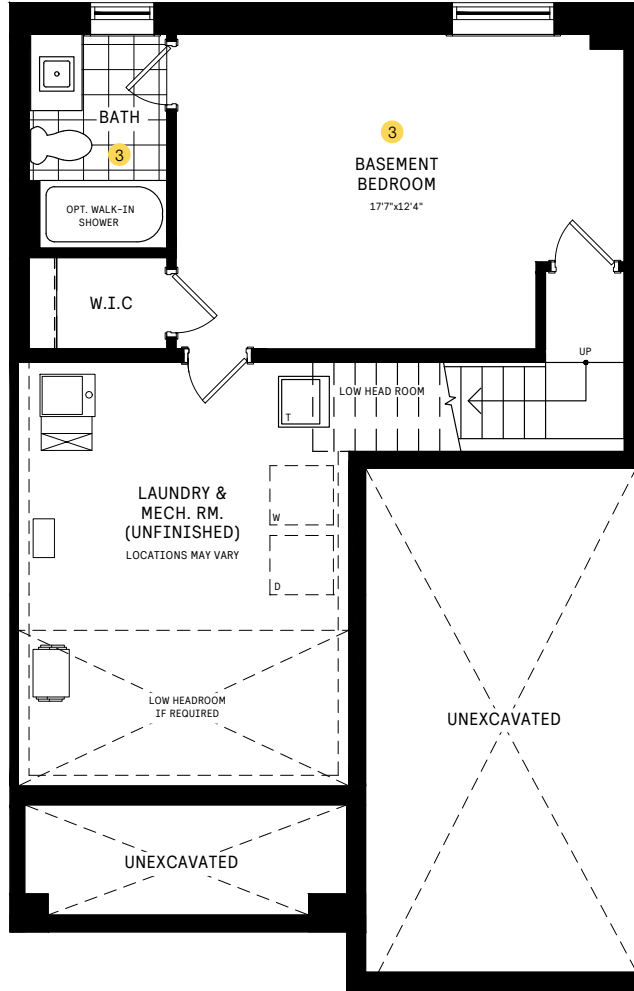 BATH
3
OPT. WALK-IN
SHOWER
W.I.C
3
BASEMENT
BEDROOM
17'7"x12'4"
UP
LOW HEAD ROOM
T
LAUNDRY &
MECH. RM.
(UNFINISHED)
LOCATIONS MAY VARY
W
D
LOW HEADROOM
IF REQUIRED
UNEXCAVATED
UNEXCAVATED